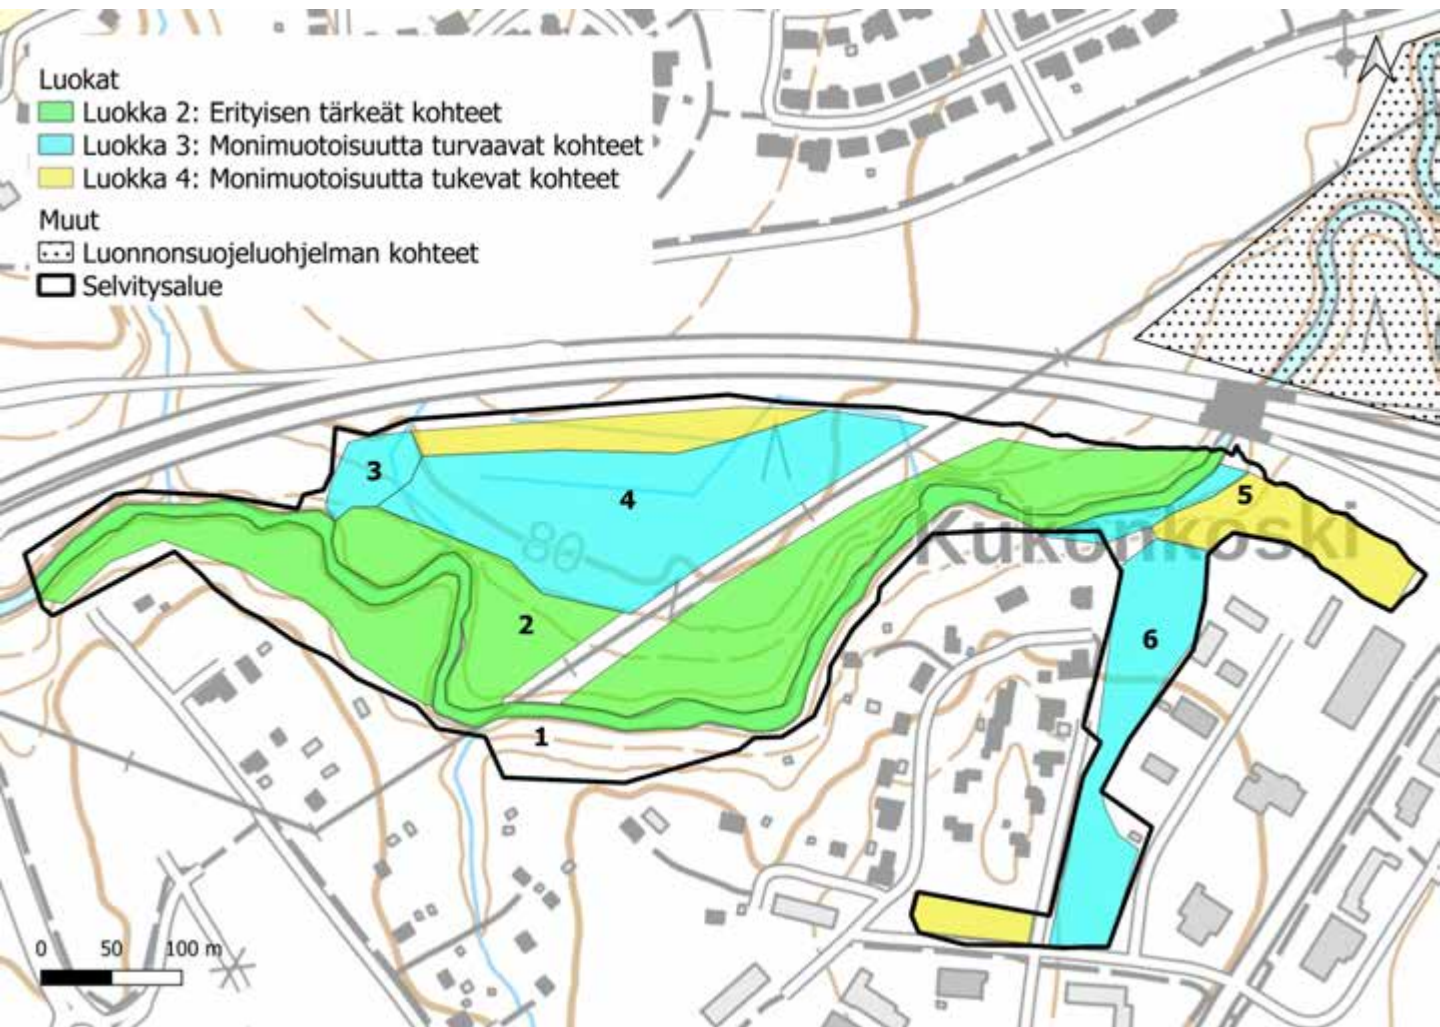 Luokat
Luokka 2: Erityisen tärkeät kohteet
Luokka 3: Monimuotoisuutta turvaavat kohteet
Luokka 4: Monimuotoisuutta tukevat kohteet
Muut
Luonnonsuojeluohjelman kohteet
Selvitysalue
3
4
5
80
Kukonkoski
2
6
1
0 50 100 m